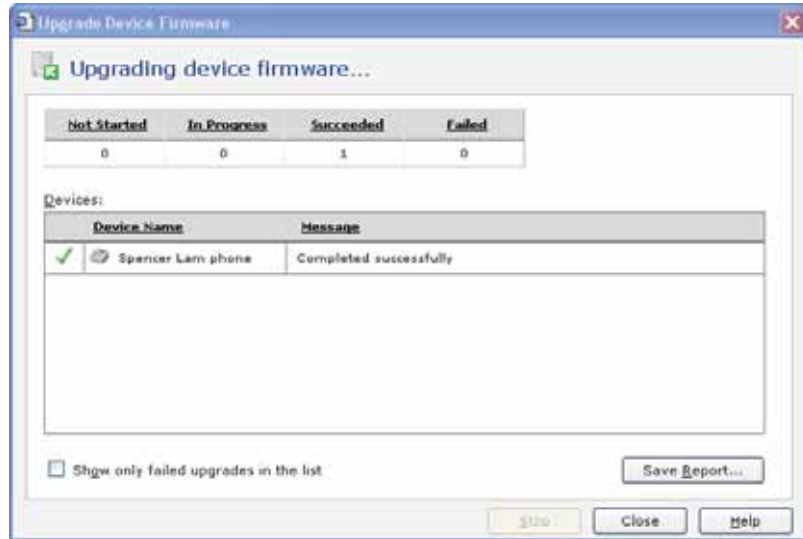 Upgrade Device Firmware
Upgrading device firmware...
Not Started In Progress Succeeded Failed
0 0 1 0
Devices:
Device Name Message
Spencer Lam phone Completed successfully
Show only failed upgrades in the list
Save Report...
Stop Close Help